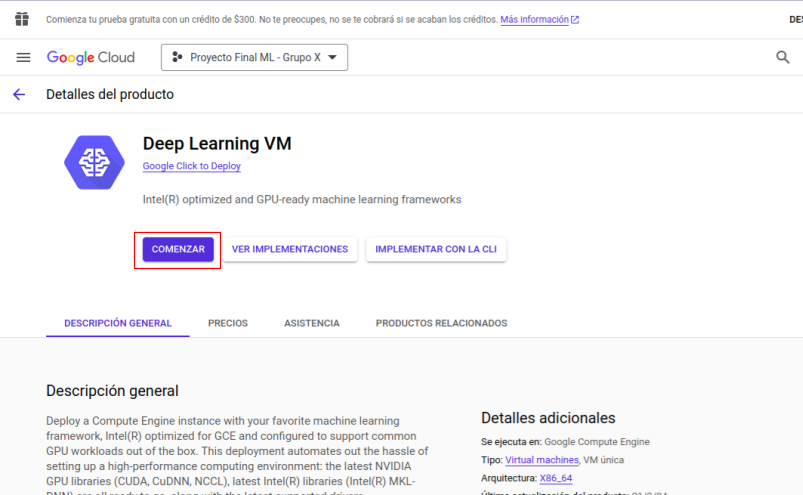 Comienza tu prueba gratuita con un crédito de $300. No te preocupes, no se te cobrará si se acaban los créditos. Más información
Google Cloud
Proyecto Final ML - Grupo X
Detalles del producto
Deep Learning VM
Google Click to Deploy
Intel(R) optimized and GPU-ready machine learning frameworks
COMENZAR VER IMPLEMENTACIONES IMPLEMENTAR CON LA CLI
DESCRIPCIÓN GENERAL PRECIOS ASISTENCIA PRODUCTOS RELACIONADOS
Descripción general
Deploy a Compute Engine instance with your favorite machine learning
framework, Intel(R) optimized for GCE and configured to support common
GPU workloads out of the box. This deployment automates out the hassle of
setting up a high-performance computing environment: the latest NVIDIA
GPU libraries (CUDA, CuDNN, NCCL), latest Intel(R) libraries (Intel(R) MKL-
DNN) are all ready to go, along with the latest supported drivers.
Detalles adicionales
Se ejecuta en: Google Compute Engine
Tipo: Virtual machines, VM única
Arquitectura: X86_64
Última actualización del producto: